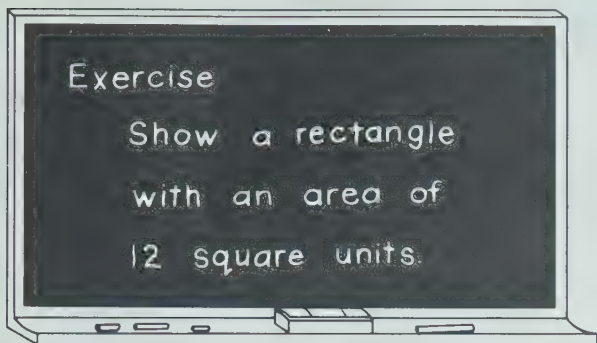 Exercise
Show a rectangle
with an area of
12 square units.